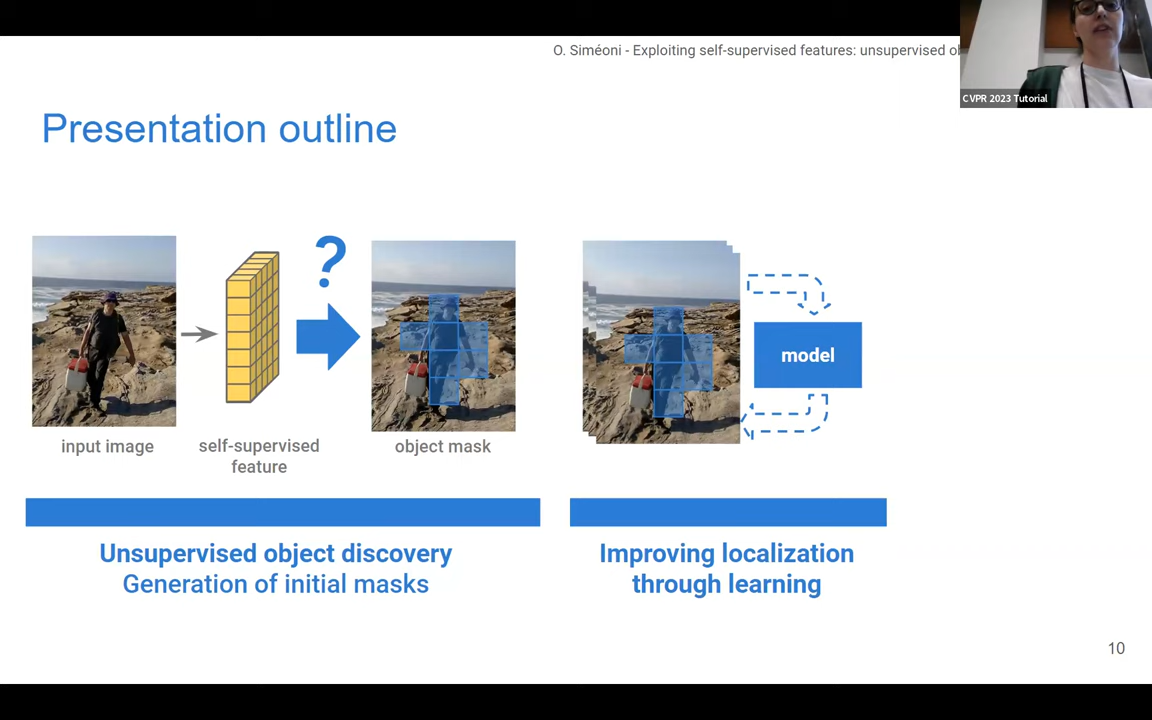 O. Siméoni - Exploiting self-supervised features: unsupervised
CVPR 2023 Tutorial
Presentation outline
?
model
input image
self-supervised
feature
object mask
Unsupervised object discovery
Generation of initial masks
Improving localization
through learning
10